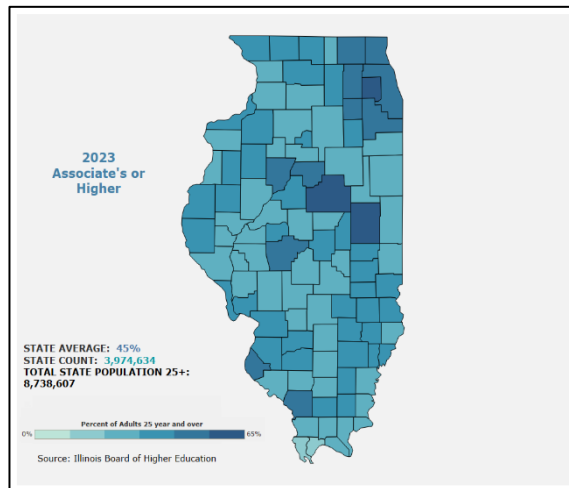 2023
Associate's or
Higher
STATE AVERAGE: 45%
STATE COUNT: 3,974,634
TOTAL STATE POPULATION 25+:
8,738,607
Percent of Adults 25 year and over
0% 65%
Source: Illinois Board of Higher Education